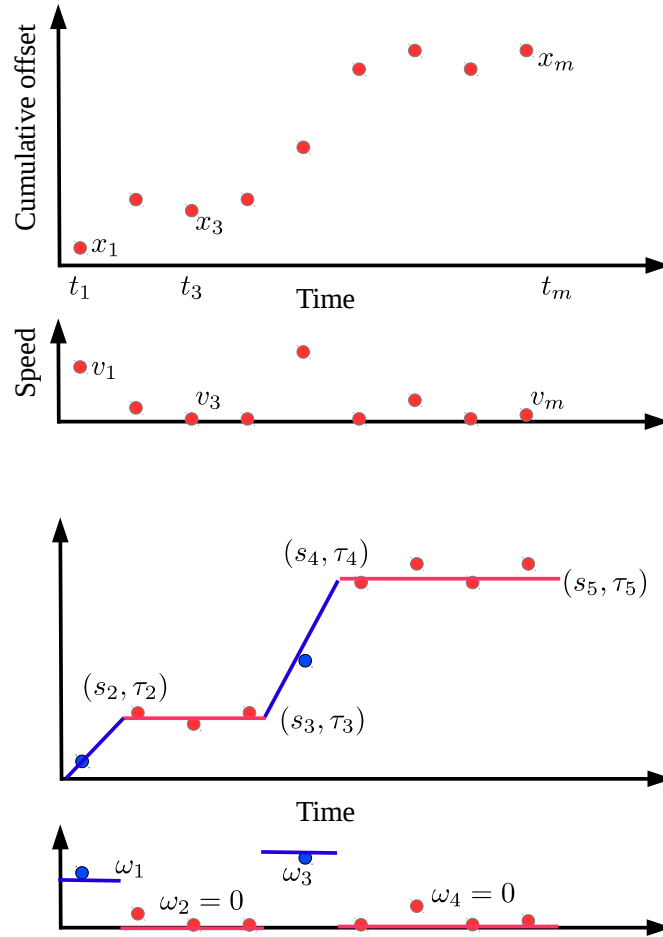 Cumulative offset
x_m
x_3
x_1
t_1 t_3 t_m
Time
Speed
v_1 v_3 v_m
(s_4, τ_4)
(s_5, τ_5)
(s_2, τ_2)
(s_3, τ_3)
Time
ω_1 ω_3
ω_2 = 0 ω_4 = 0